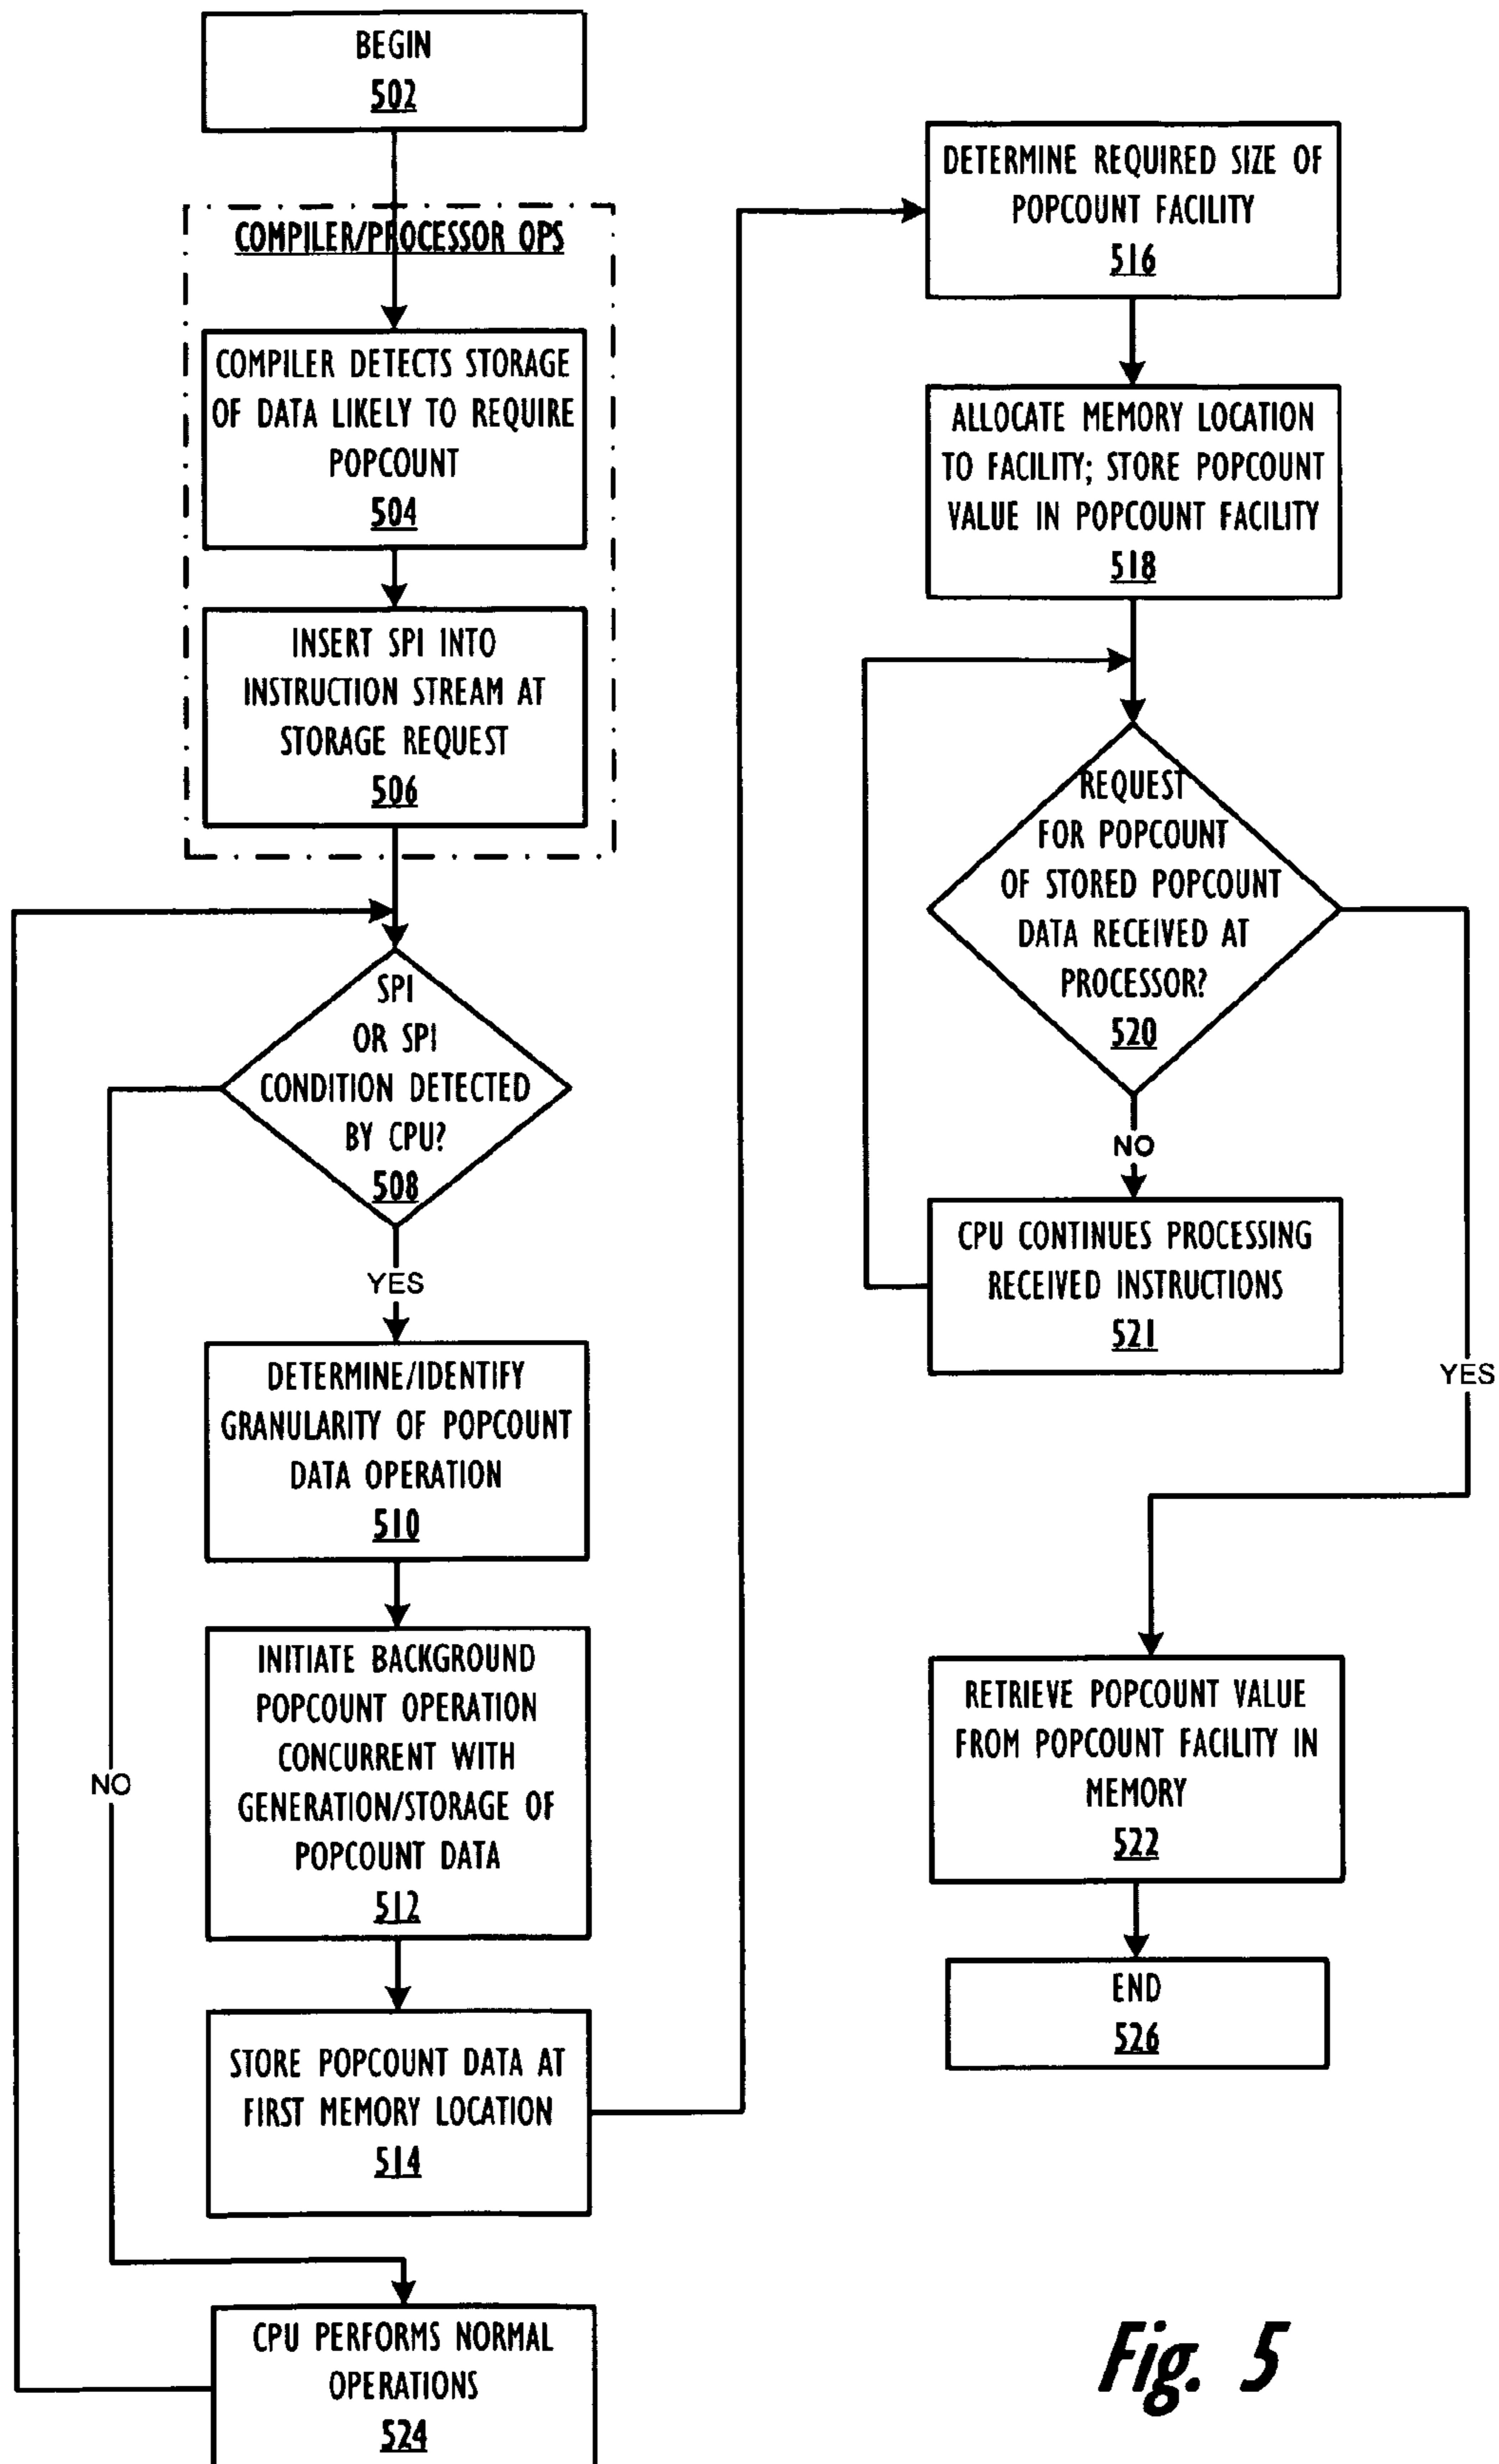 BEGIN
502
COMPILER/PROCESSOR OPS
COMPILER DETECTS STORAGE
OF DATA LIKELY TO REQUIRE
POPCOUNT
504
INSERT SPI INTO
INSTRUCTION STREAM AT
STORAGE REQUEST
506
SPI
OR SPI
CONDITION DETECTED
BY CPU?
508
YES
NO
DETERMINE/IDENTIFY
GRANULARITY OF POPCOUNT
DATA OPERATION
510
INITIATE BACKGROUND
POPCOUNT OPERATION
CONCURRENT WITH
GENERATION/STORAGE OF
POPCOUNT DATA
512
STORE POPCOUNT DATA AT
FIRST MEMORY LOCATION
514
CPU PERFORMS NORMAL
OPERATIONS
524
DETERMINE REQUIRED SIZE OF
POPCOUNT FACILITY
516
ALLOCATE MEMORY LOCATION
TO FACILITY; STORE POPCOUNT
VALUE IN POPCOUNT FACILITY
518
REQUEST
FOR POPCOUNT
OF STORED POPCOUNT
DATA RECEIVED AT
PROCESSOR?
520
NO
CPU CONTINUES PROCESSING
RECEIVED INSTRUCTIONS
521
YES
RETRIEVE POPCOUNT VALUE
FROM POPCOUNT FACILITY IN
MEMORY
522
END
526
Fig. 5